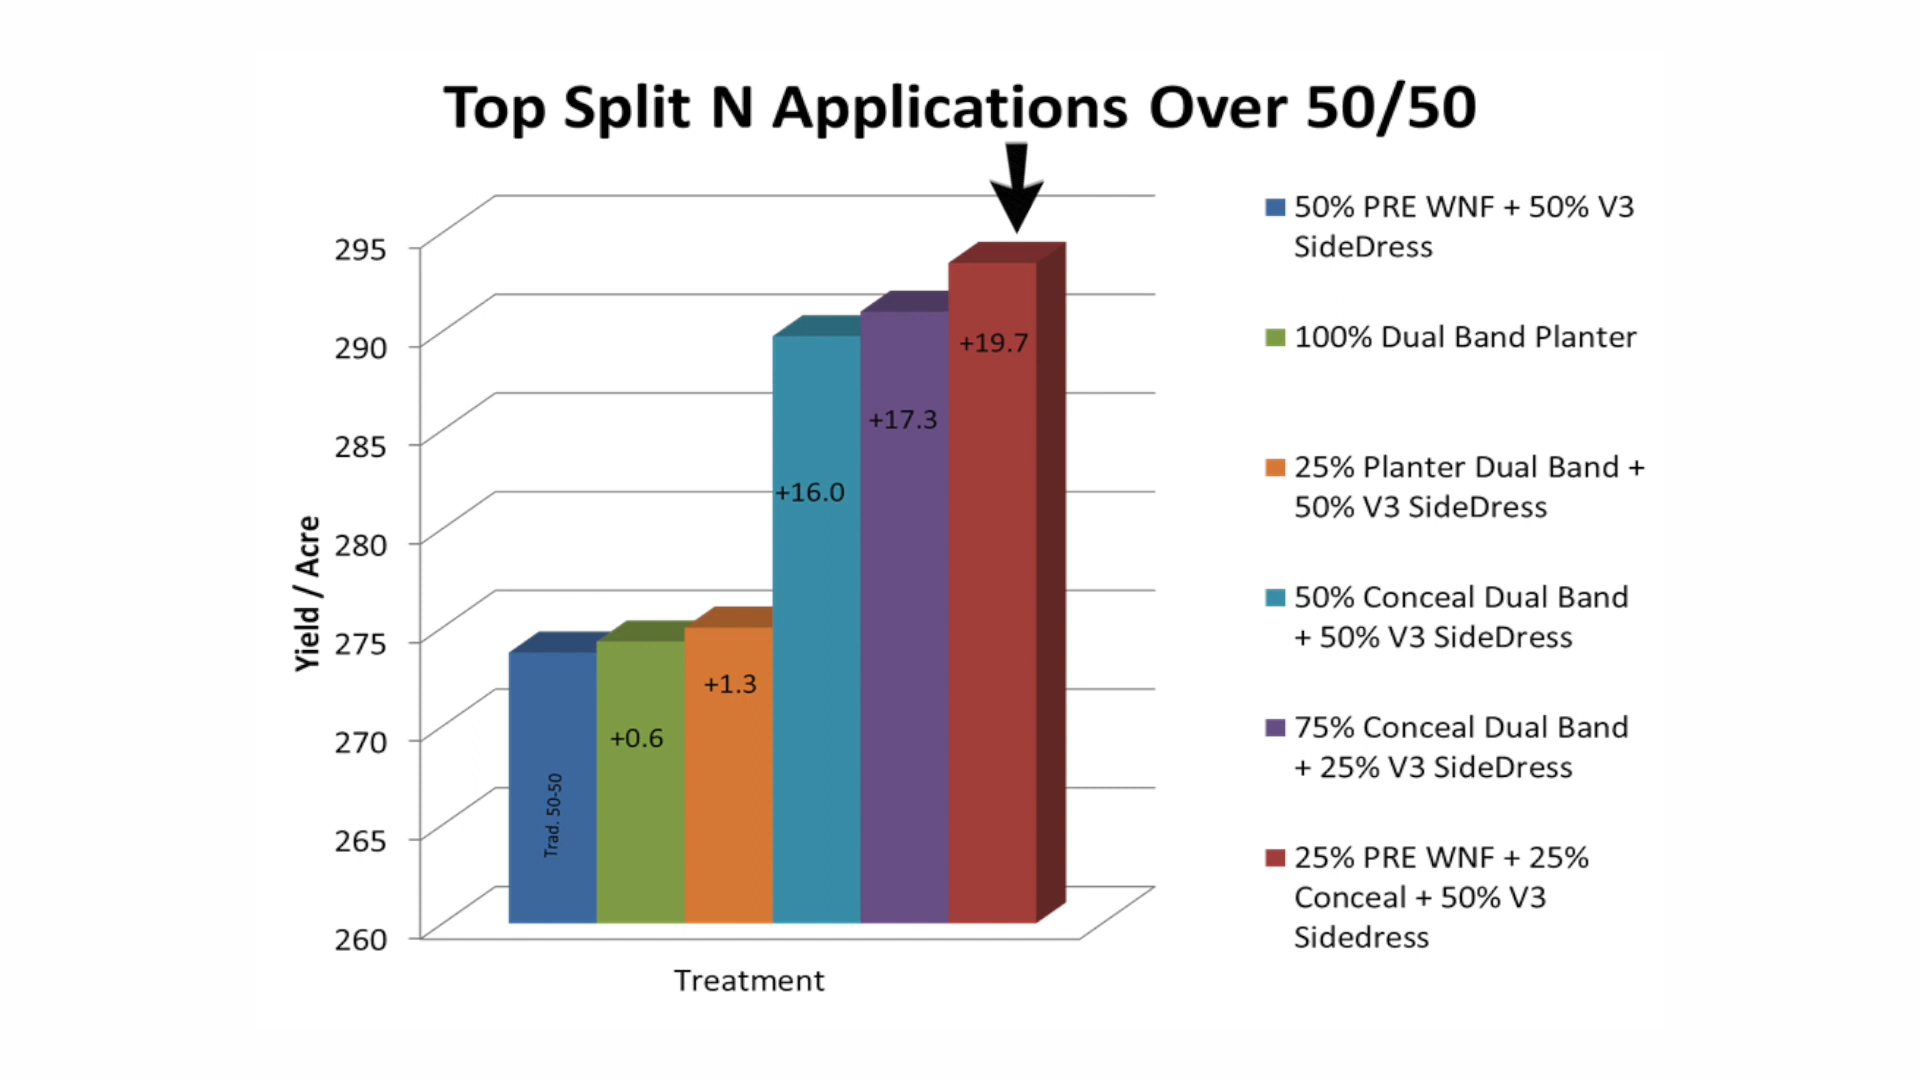 Top Split N Applications Over 50/50
Yield / Acre
295
290
285
280
275
270
265
260
Trad. 50-50
+0.6
+1.3
+16.0
+17.3
+19.7
Treatment
50% PRE WNF + 50% V3
SideDress
100% Dual Band Planter
25% Planter Dual Band +
50% V3 SideDress
50% Conceal Dual Band
+ 50% V3 SideDress
75% Conceal Dual Band
+ 25% V3 SideDress
25% PRE WNF + 25%
Conceal + 50% V3
Sidedress